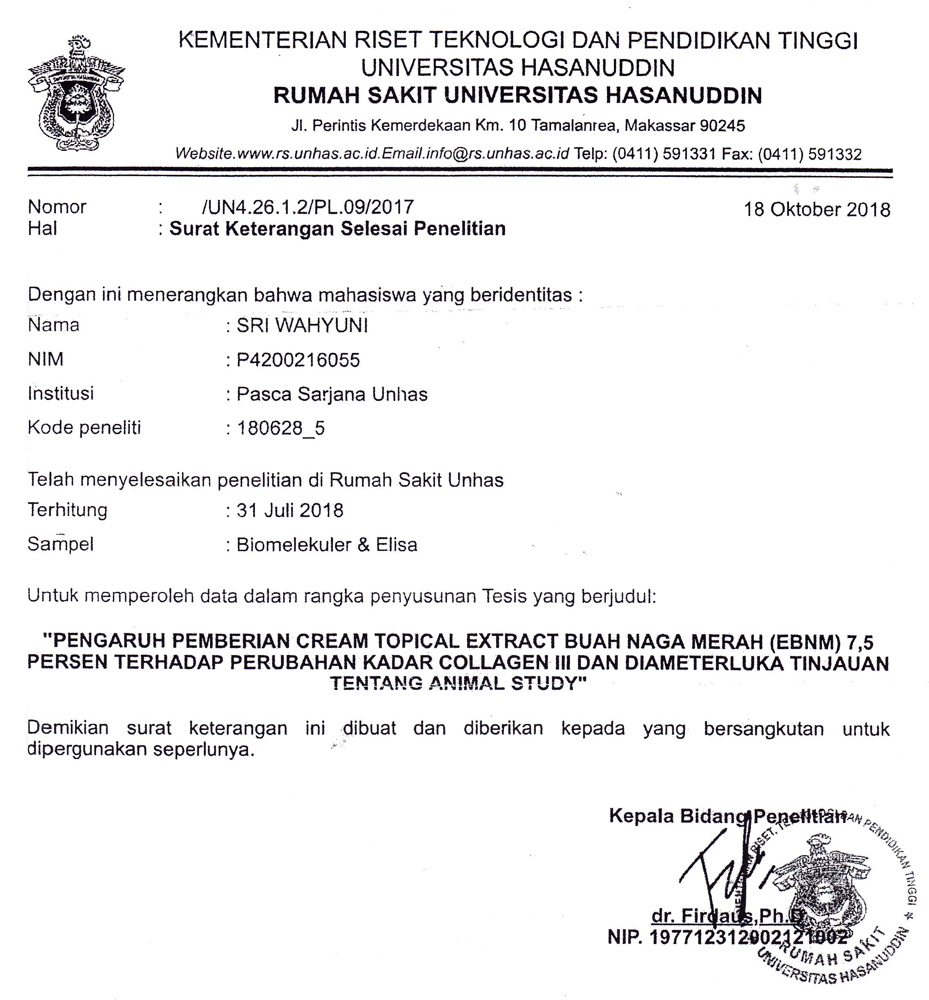 KEMENTERIAN RISET TEKNOLOGI DAN PENDIDIKAN TINGGI
UNIVERSITAS HASANUDDIN
RUMAH SAKIT UNIVERSITAS HASANUDDIN
Jl. Perintis Kemerdekaan Km. 10 Tamalanrea, Makassar 90245
Website.www.rs.unhas.ac.id.Email.info@rs.unhas.ac.id Telp: (0411) 591331 Fax: (0411) 591332
Nomor : /UN4.26.1.2/PL.09/2017 18 Oktober 2018
Hal : Surat Keterangan Selesai Penelitian
Dengan ini menerangkan bahwa mahasiswa yang beridentitas :
Nama : SRI WAHYUNI
NIM : P4200216055
Institusi : Pasca Sarjana Unhas
Kode peneliti : 180628_5
Telah menyelesaikan penelitian di Rumah Sakit Unhas
Terhitung : 31 Juli 2018
Sampel : Biomelekuler & Elisa
Untuk memperoleh data dalam rangka penyusunan Tesis yang berjudul:
"PENGARUH PEMBERIAN CREAM TOPICAL EXTRACT BUAH NAGA MERAH (EBNM) 7,5
PERSEN TERHADAP PERUBAHAN KADAR COLLAGEN III DAN DIAMETERLUKA TINJAUAN
TENTANG ANIMAL STUDY"
Demikian surat keterangan ini dibuat dan diberikan kepada yang bersangkutan untuk
dipergunakan seperlunya.
Kepala Bidang Penelitian
dr. Firdaus,Ph.D
NIP. 197712312002121002
RISET, PENDIDIKAN TINGGI
RUMAH SAKIT
UNIVERSITAS HASANUDDIN